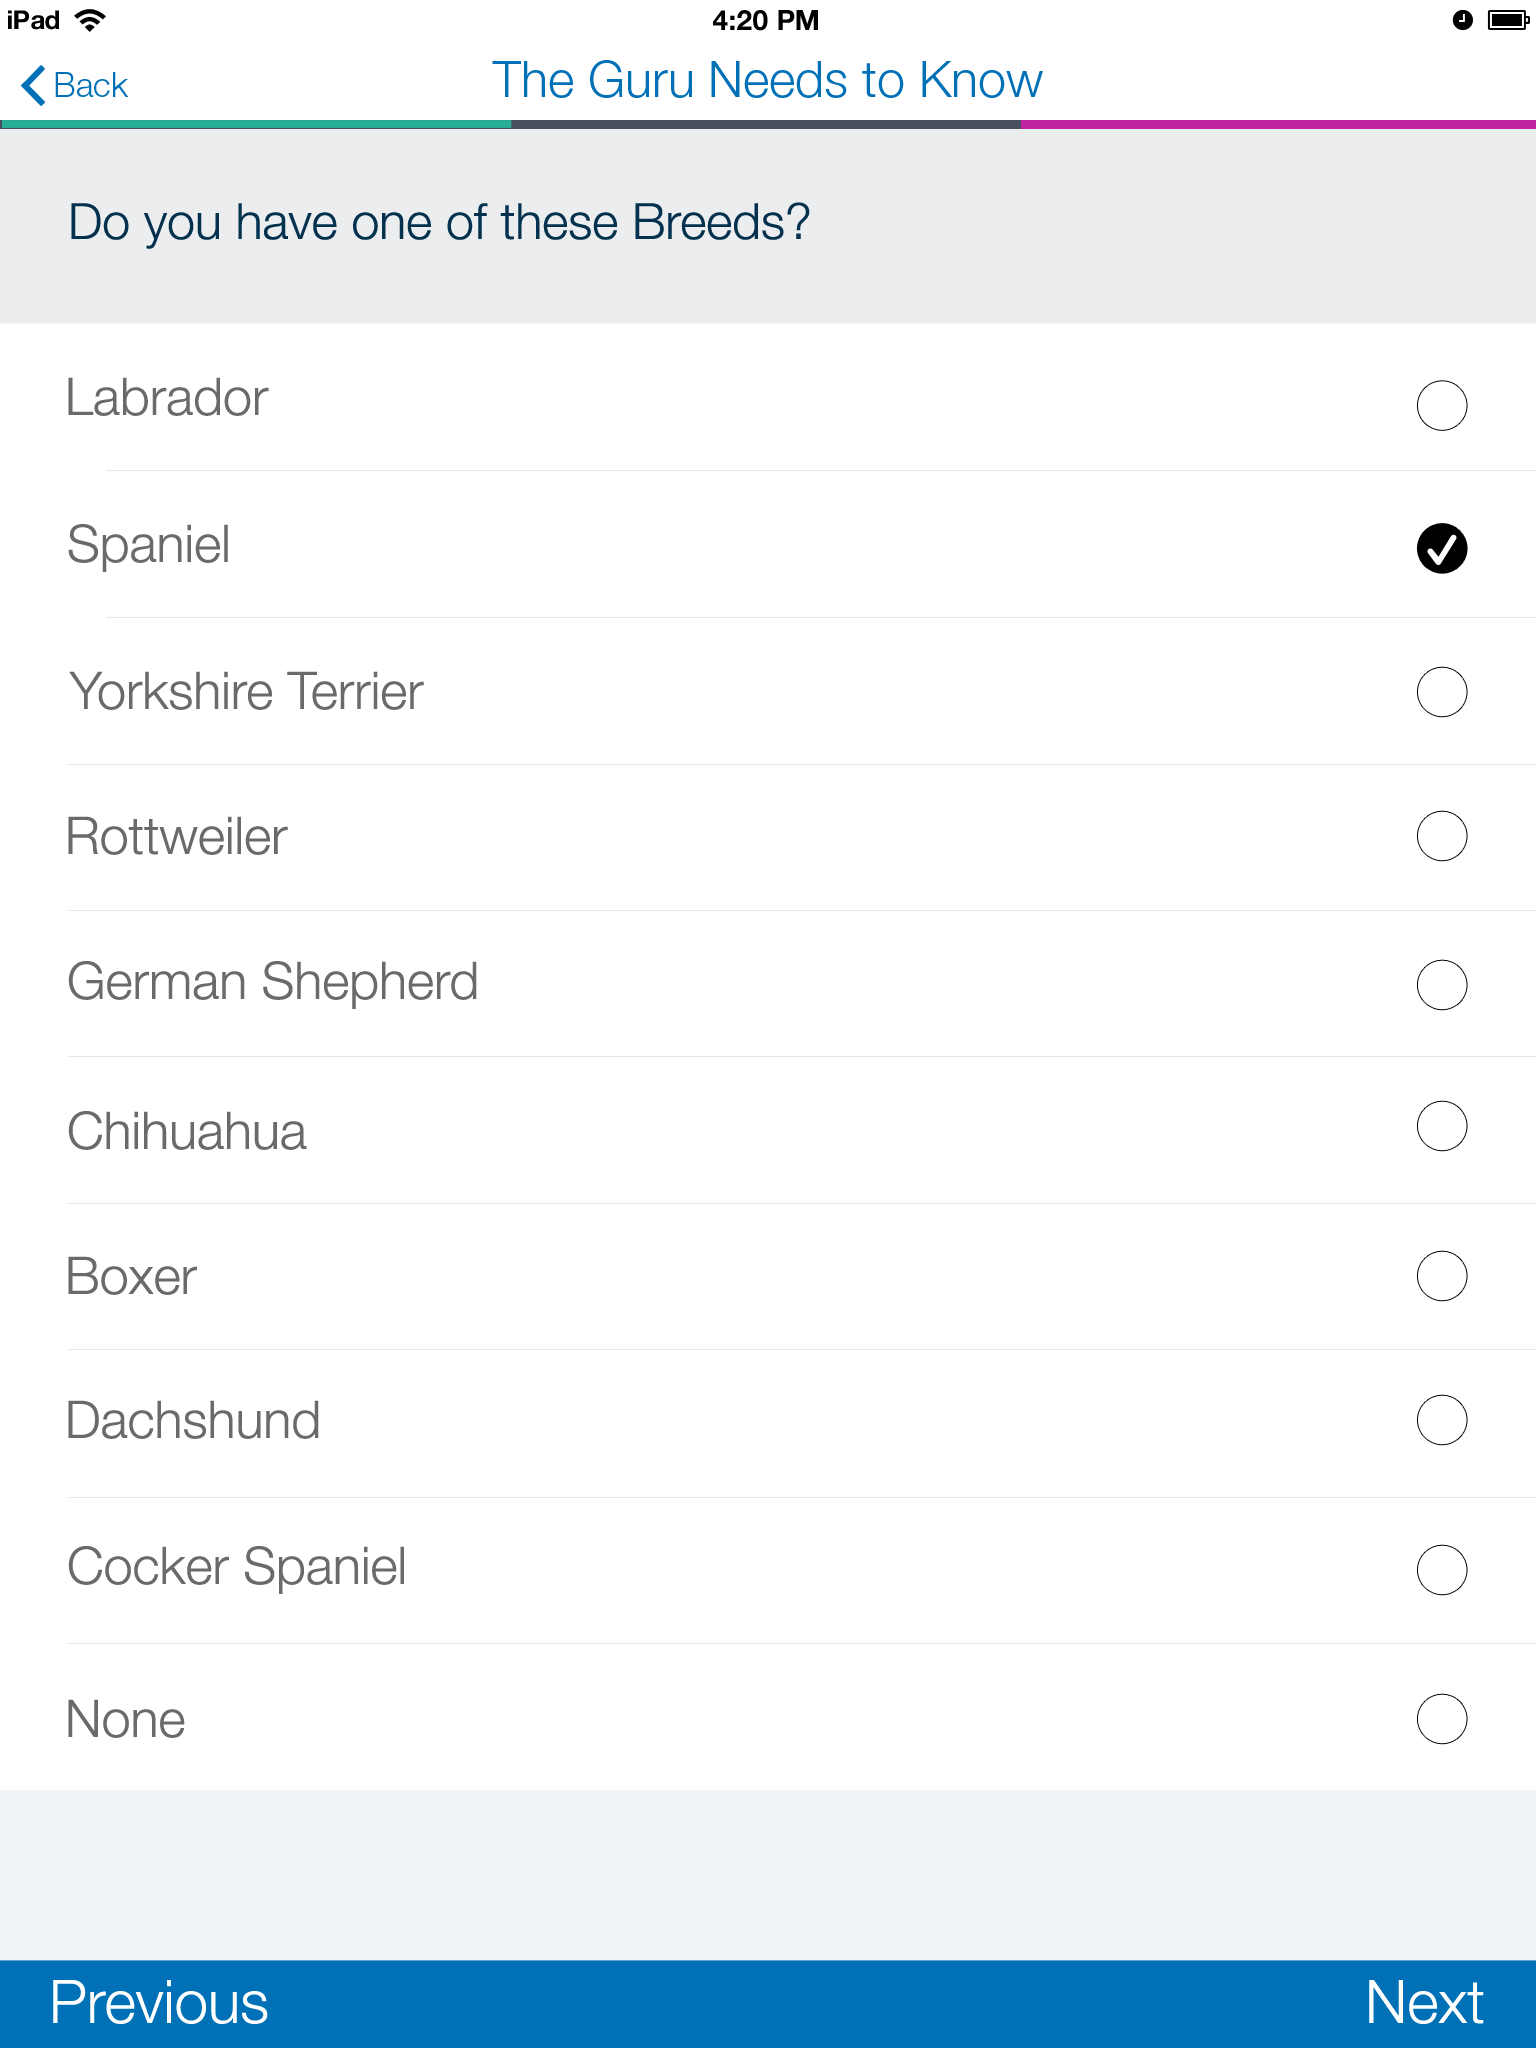 iPad 4:20 PM
Back The Guru Needs to Know
Do you have one of these Breeds?
Labrador
Spaniel
Yorkshire Terrier
Rottweiler
German Shepherd
Chihuahua
Boxer
Dachshund
Cocker Spaniel
None
Previous Next